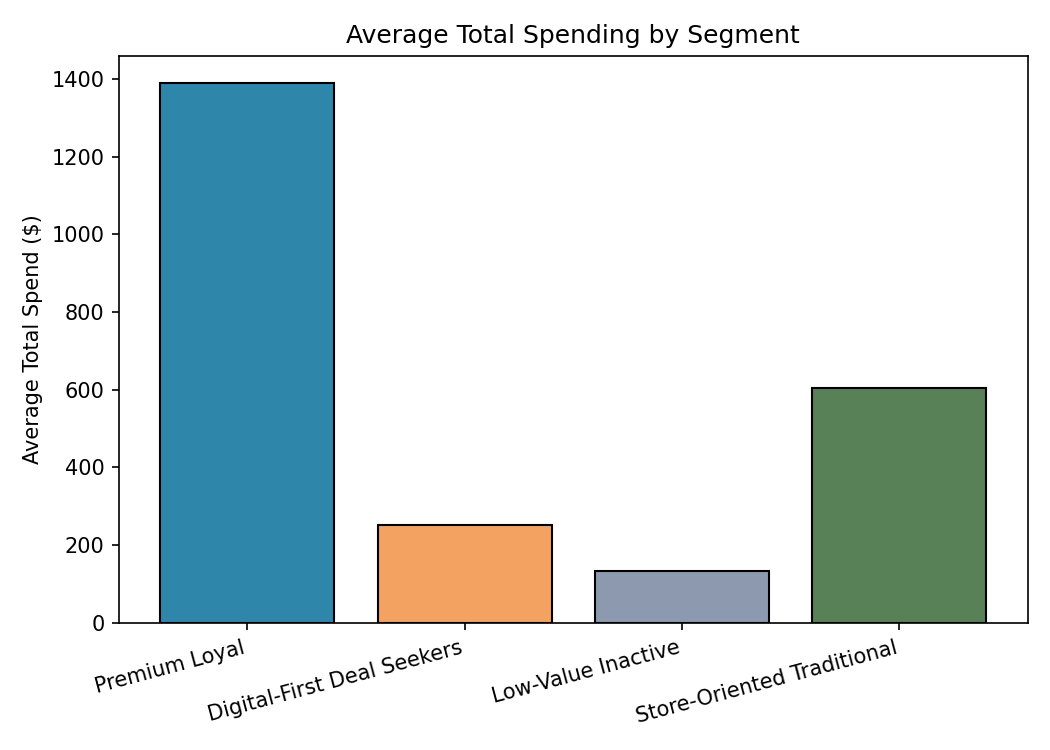 Average Total Spending by Segment
Average Total Spend ($)
1400
1200
1000
800
600
400
200
0
Premium Loyal
Digital-First Deal Seekers
Low-Value Inactive
Store-Oriented Traditional